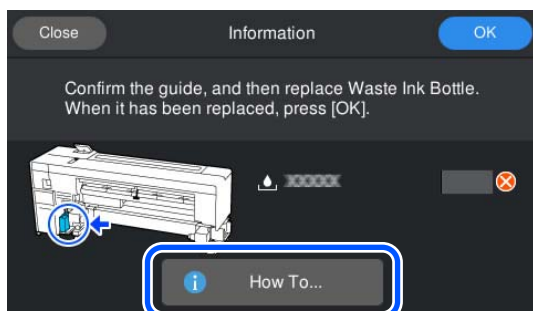 Close
Information
OK
Confirm the guide, and then replace Waste Ink Bottle.
When it has been replaced, press [OK].
XXXXX
How To...